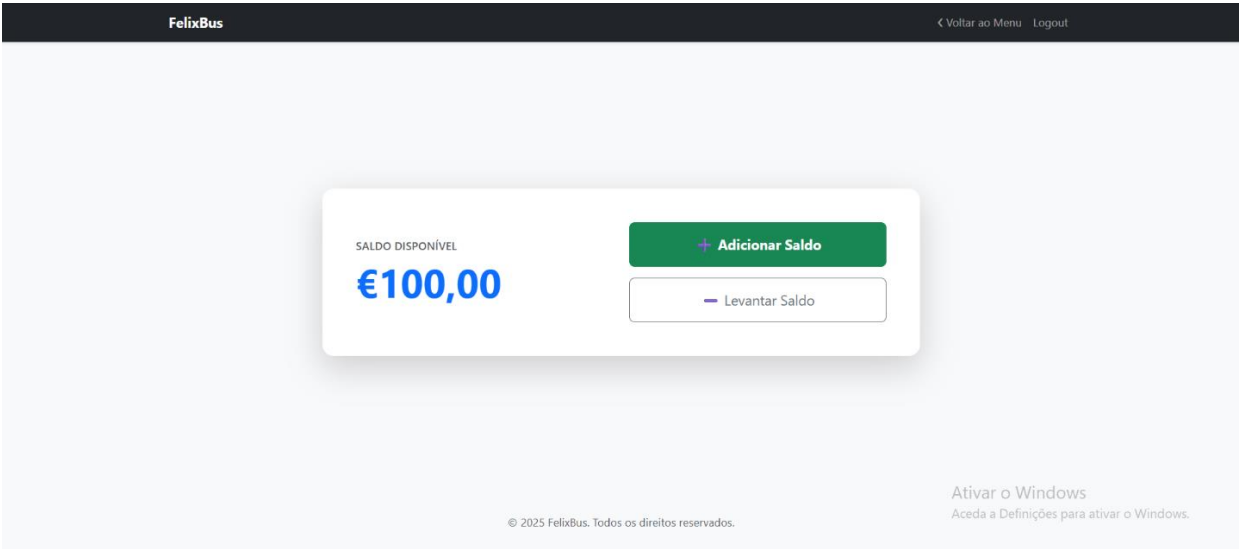 FelixBus
❮ Voltar ao Menu Logout
SALDO DISPONÍVEL
€100,00
➕ Adicionar Saldo
➖ Levantar Saldo
Ativar o Windows
Aceda a Definições para ativar o Windows.
© 2025 FelixBus. Todos os direitos reservados.